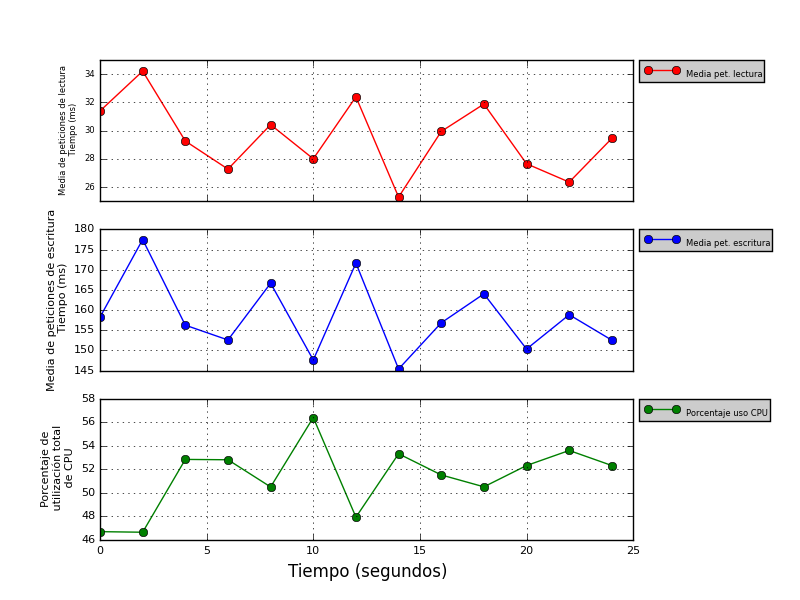 34
32
30
28
26
Media de peticiones de lectura
Tiempo (ms)
Media pet. lectura
180
175
170
165
160
155
150
145
Media de peticiones de escritura
Tiempo (ms)
Media pet. escritura
58
56
54
52
50
48
46
Porcentaje de
utilización total
de CPU
Porcentaje uso CPU
0 5 10 15 20 25
Tiempo (segundos)